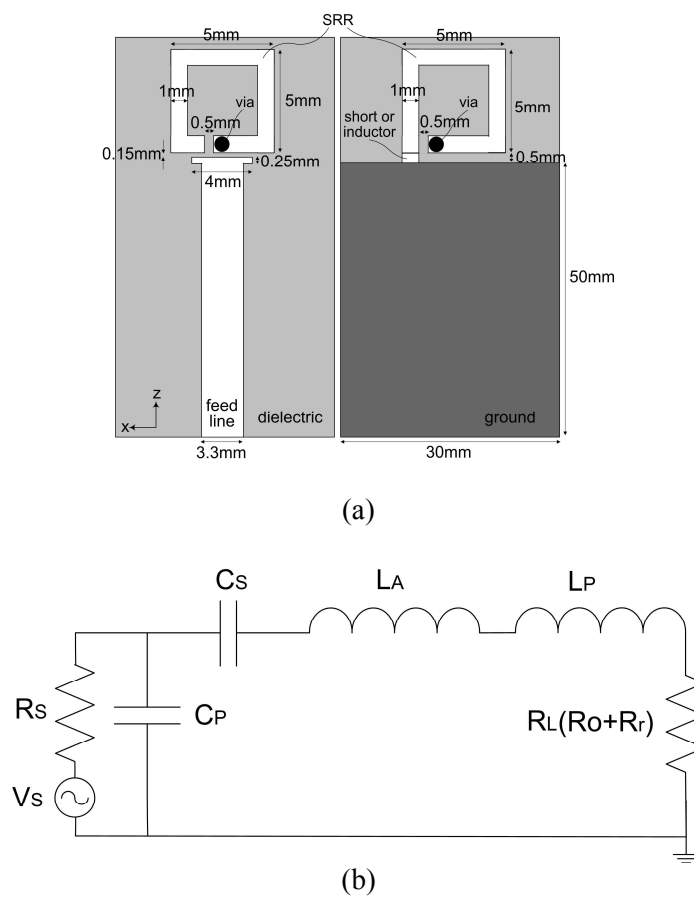 SRR
5mm
5mm
1mm
via
5mm
0.5mm
0.15mm
0.25mm
4mm
z
x
feed
line
dielectric
3.3mm
1mm
via
5mm
short or
inductor
0.5mm
0.5mm
50mm
ground
30mm
(a)
CS
LA
LP
RS
CP
RL(Ro+Rr)
VS
(b)